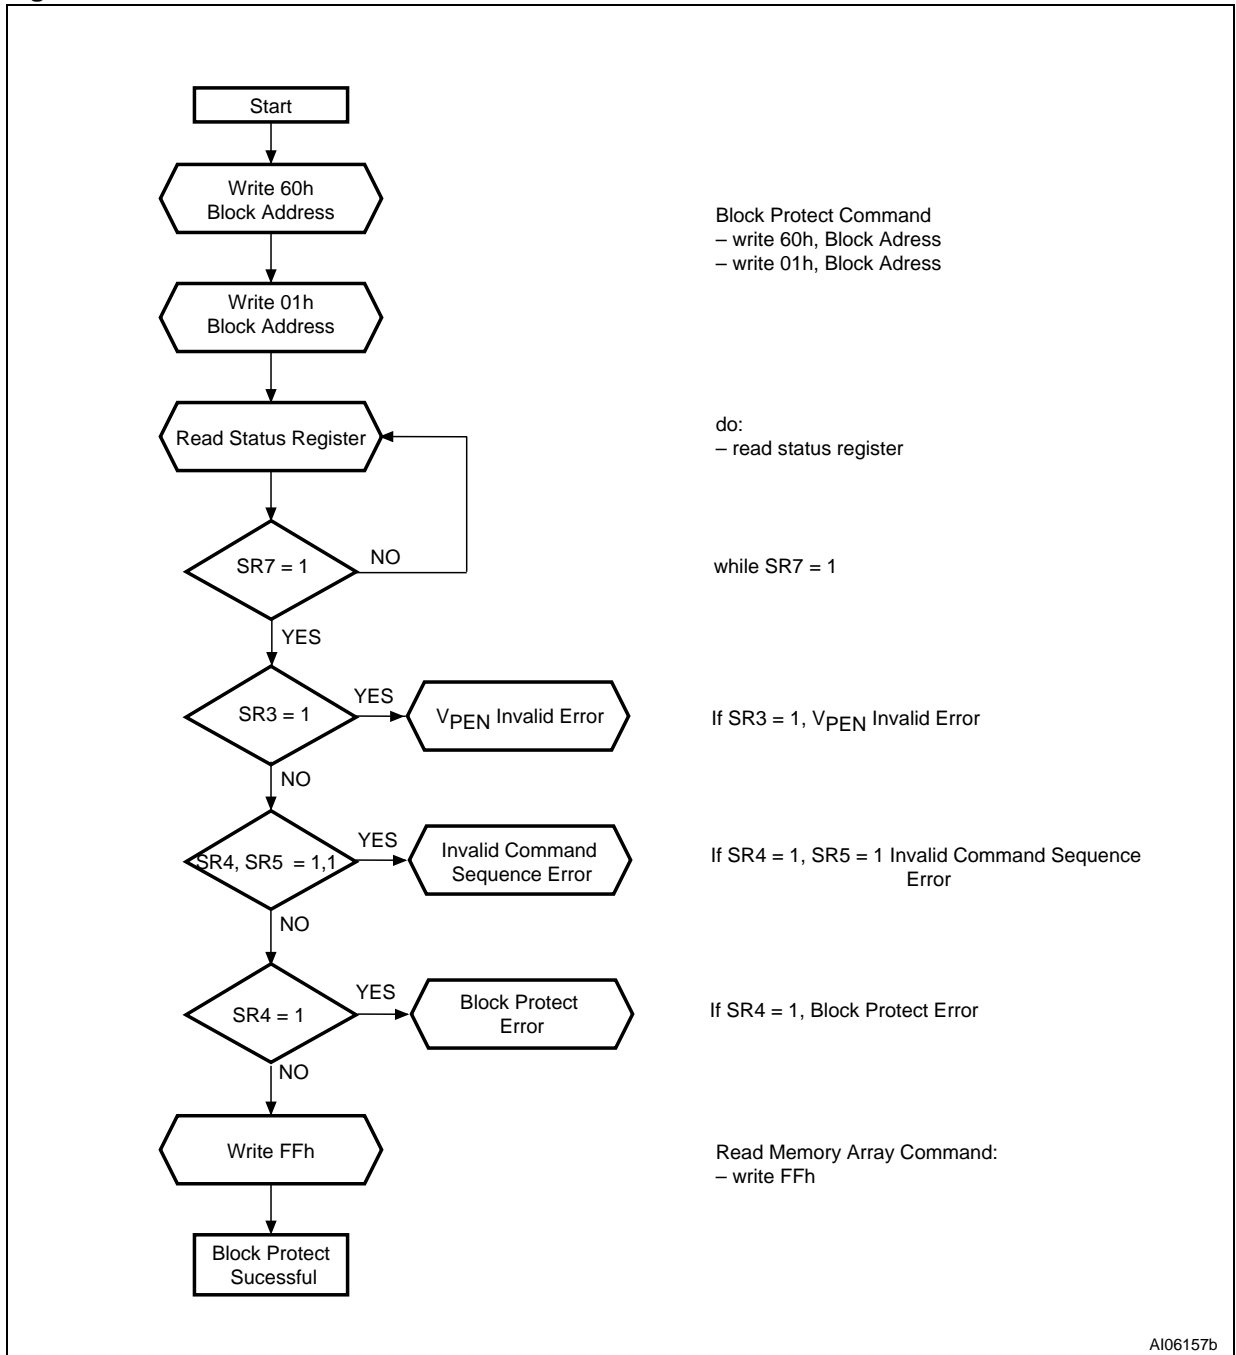 Start
Write 60h
Block Address
Block Protect Command
– write 60h, Block Adress
– write 01h, Block Adress
Write 01h
Block Address
Read Status Register
do:
– read status register
SR7 = 1
NO
while SR7 = 1
YES
SR3 = 1
YES
VPEN Invalid Error
If SR3 = 1, VPEN Invalid Error
NO
SR4, SR5 = 1,1
YES
Invalid Command
Sequence Error
If SR4 = 1, SR5 = 1 Invalid Command Sequence
Error
NO
SR4 = 1
YES
Block Protect
Error
If SR4 = 1, Block Protect Error
NO
Write FFh
Read Memory Array Command:
– write FFh
Block Protect
Sucessful
AI06157b